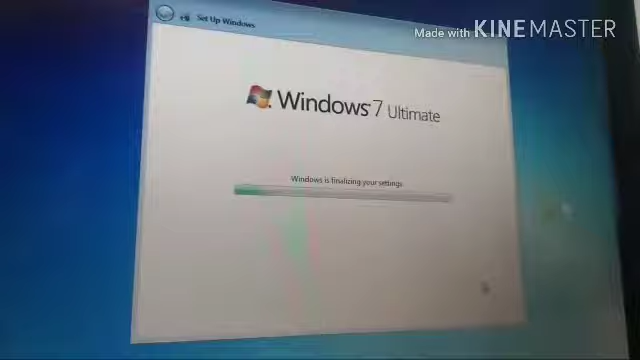 Set Up Windows
Made with KINEMASTER
Windows 7 Ultimate
Windows is finalizing your settings